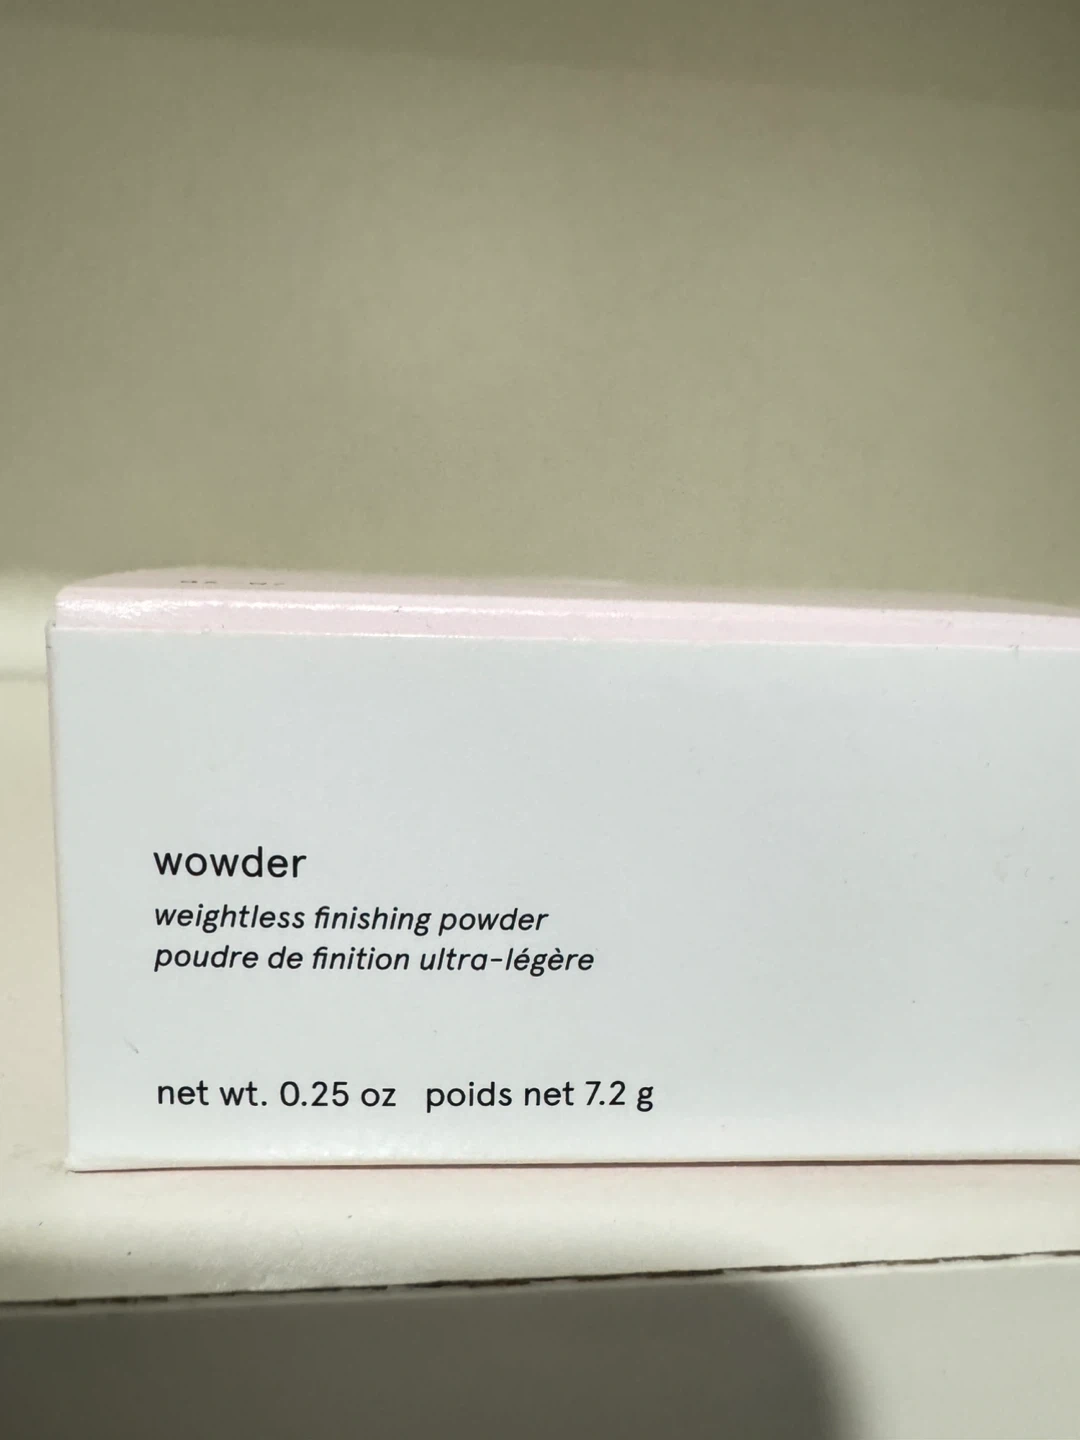 wowder
weightless finishing powder
poudre de finition ultra-légère
net wt. 0.25 oz poids net 7.2 g